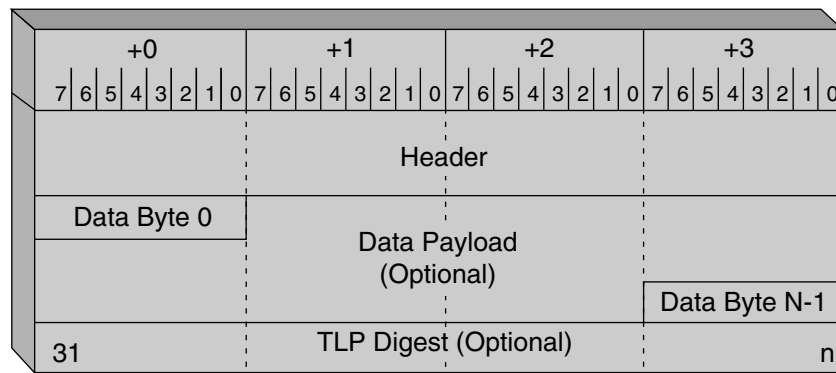 +0 +1 +2 +3
7 6 5 4 3 2 1 0 7 6 5 4 3 2 1 0 7 6 5 4 3 2 1 0 7 6 5 4 3 2 1 0
Header
Data Byte 0
Data Payload
(Optional)
Data Byte N-1
31 TLP Digest (Optional) n